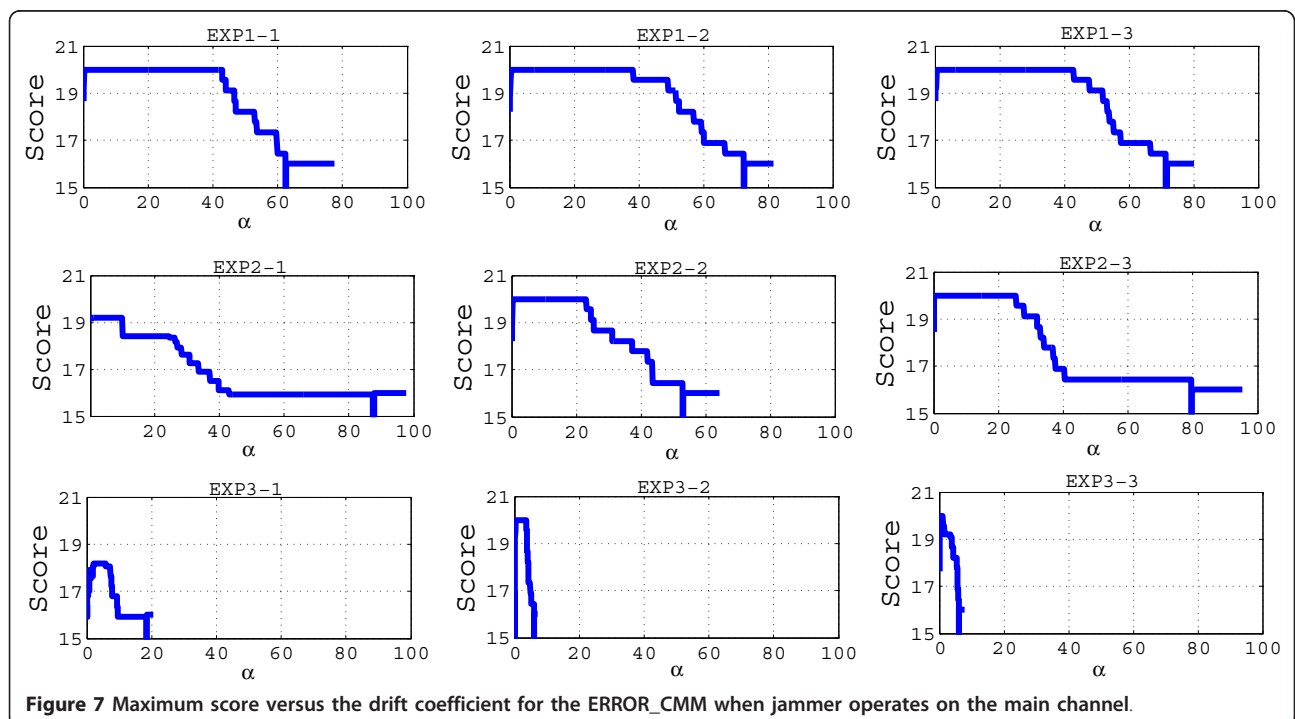 EXP1-1
21
19
17
15
Score
0 20 40 60 80 100
α
EXP1-2
21
19
17
15
Score
0 20 40 60 80 100
α
EXP1-3
21
19
17
15
Score
0 20 40 60 80 100
α
EXP2-1
21
19
17
15
Score
20 40 60 80 100
α
EXP2-2
21
19
17
15
Score
0 20 40 60 80 100
α
EXP2-3
21
19
17
15
Score
0 20 40 60 80 100
α
EXP3-1
21
19
17
15
Score
0 20 40 60 80 100
α
EXP3-2
21
19
17
15
Score
0 20 40 60 80 100
α
EXP3-3
21
19
17
15
Score
0 20 40 60 80 100
α
Figure 7 Maximum score versus the drift coefficient for the ERROR_CMM when jammer operates on the main channel.